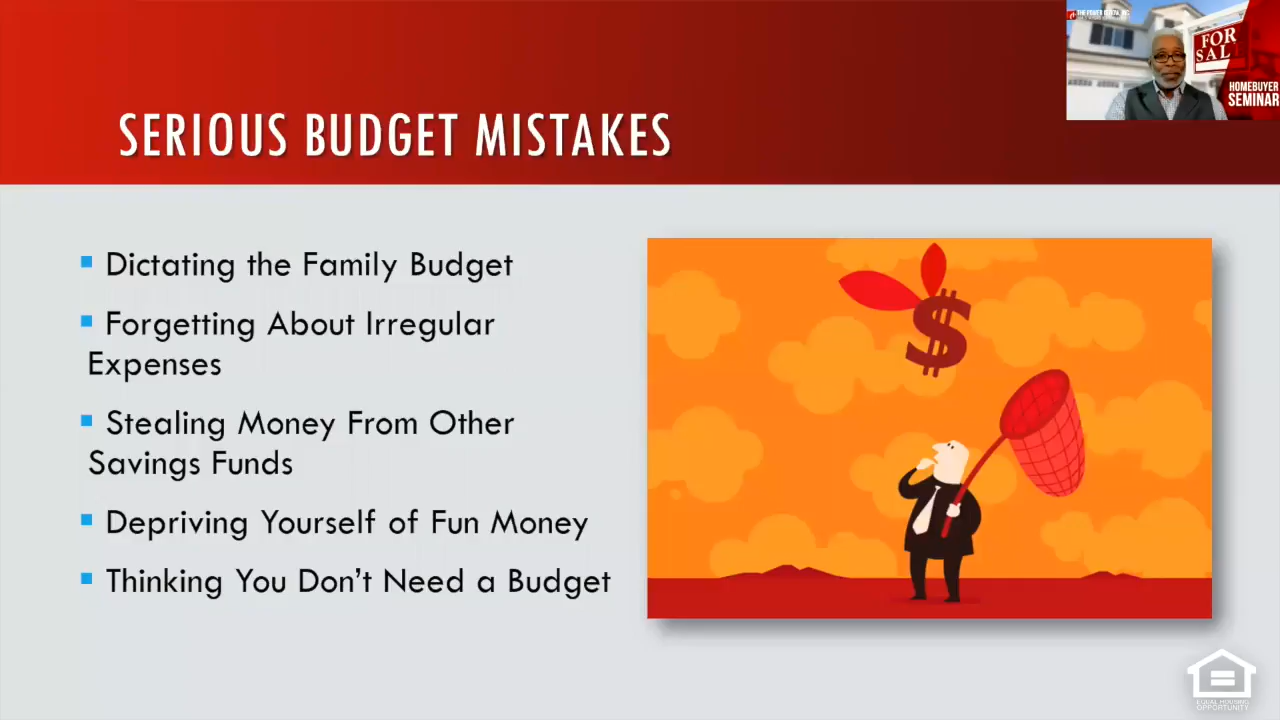 SERIOUS BUDGET MISTAKES
FOR
SAL
HOMEBUYER
SEMINAR
▪ Dictating the Family Budget
▪ Forgetting About Irregular
Expenses
▪ Stealing Money From Other
Savings Funds
▪ Depriving Yourself of Fun Money
▪ Thinking You Don’t Need a Budget
$
EQUAL HOUSING
OPPORTUNITY